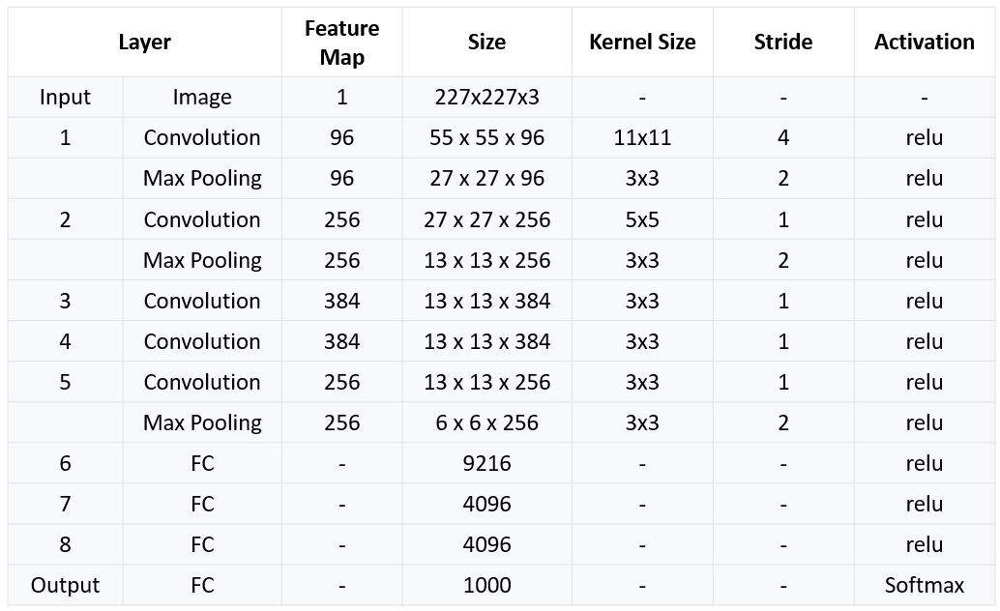 Layer Feature Map Size Kernel Size Stride Activation
Input Image 1 227x227x3 - - -
1 Convolution 96 55 x 55 x 96 11x11 4 relu
Max Pooling 96 27 x 27 x 96 3x3 2 relu
2 Convolution 256 27 x 27 x 256 5x5 1 relu
Max Pooling 256 13 x 13 x 256 3x3 2 relu
3 Convolution 384 13 x 13 x 384 3x3 1 relu
4 Convolution 384 13 x 13 x 384 3x3 1 relu
5 Convolution 256 13 x 13 x 256 3x3 1 relu
Max Pooling 256 6 x 6 x 256 3x3 2 relu
6 FC - 9216 - - relu
7 FC - 4096 - - relu
8 FC - 4096 - - relu
Output FC - 1000 - - Softmax